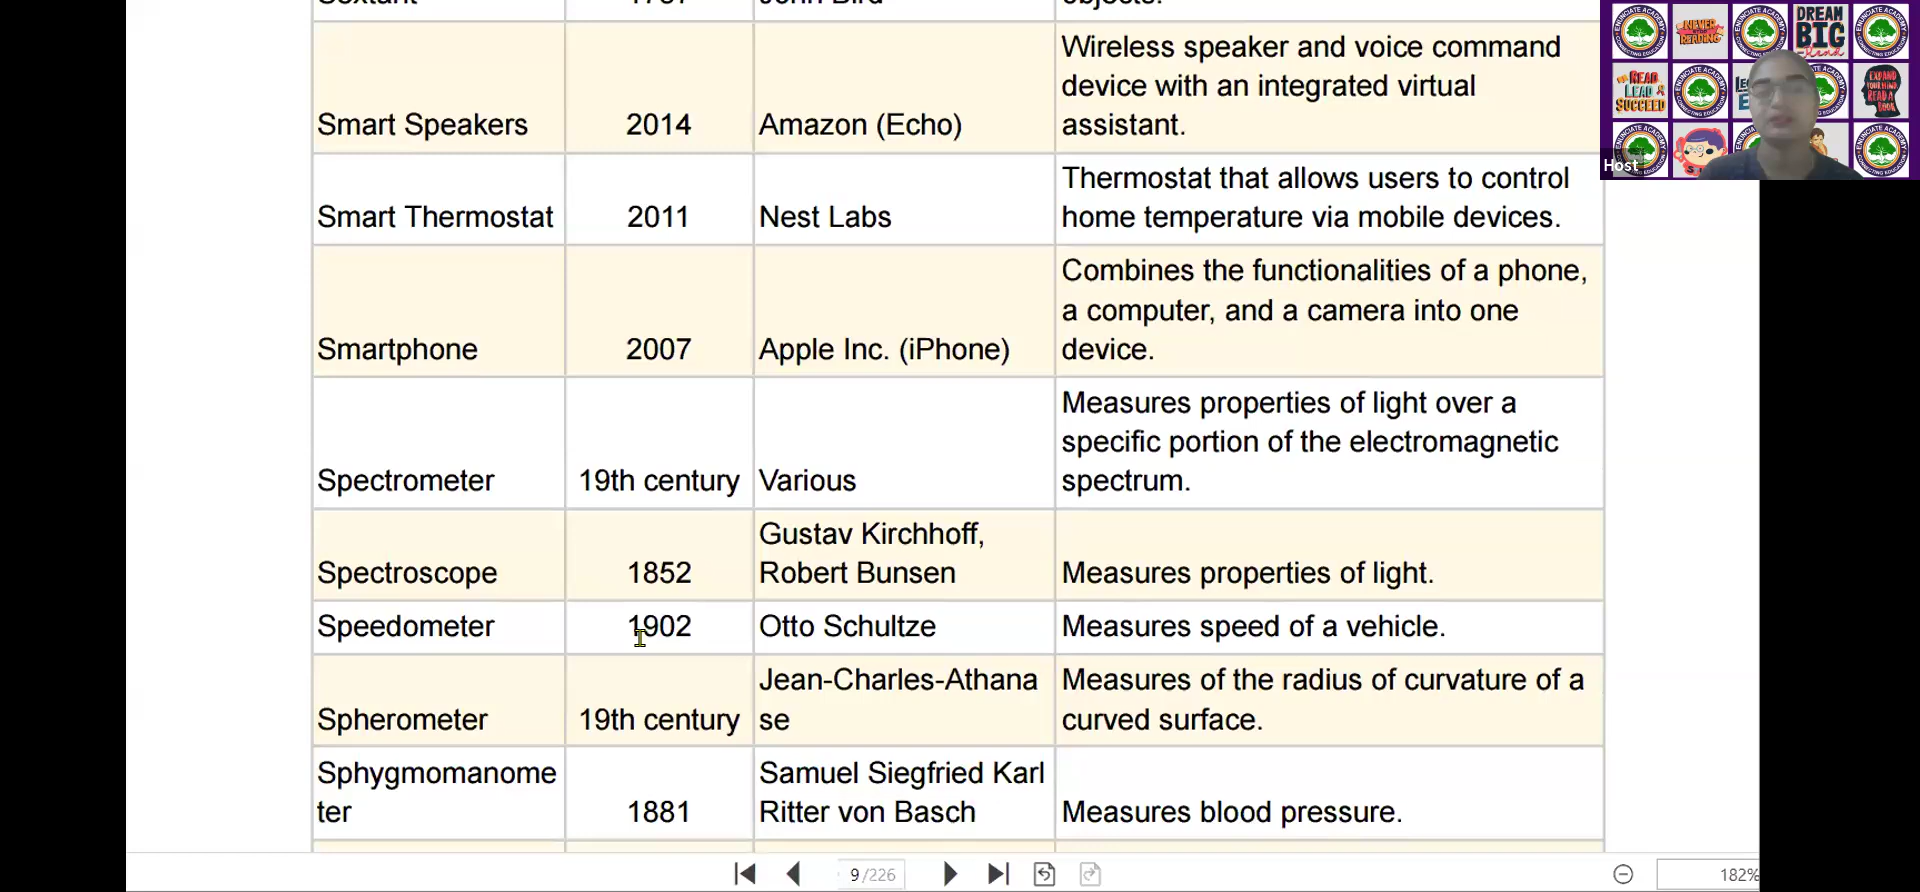 Smart Speakers
2014
Amazon (Echo)
Wireless speaker and voice command
device with an integrated virtual
assistant.
Smart Thermostat
2011
Nest Labs
Thermostat that allows users to control
home temperature via mobile devices.
Smartphone
2007
Apple Inc. (iPhone)
Combines the functionalities of a phone,
a computer, and a camera into one
device.
Spectrometer
19th century
Various
Measures properties of light over a
specific portion of the electromagnetic
spectrum.
Spectroscope
1852
Gustav Kirchhoff,
Robert Bunsen
Measures properties of light.
Speedometer
1902
Otto Schultze
Measures speed of a vehicle.
Spherometer
19th century
Jean-Charles-Athana
se
Measures of the radius of curvature of a
curved surface.
Sphygmomanome
ter
1881
Samuel Siegfried Karl
Ritter von Basch
Measures blood pressure.
9 /226
182%
Host
DREAM
BIG
READ
LEAD
SUCCEED